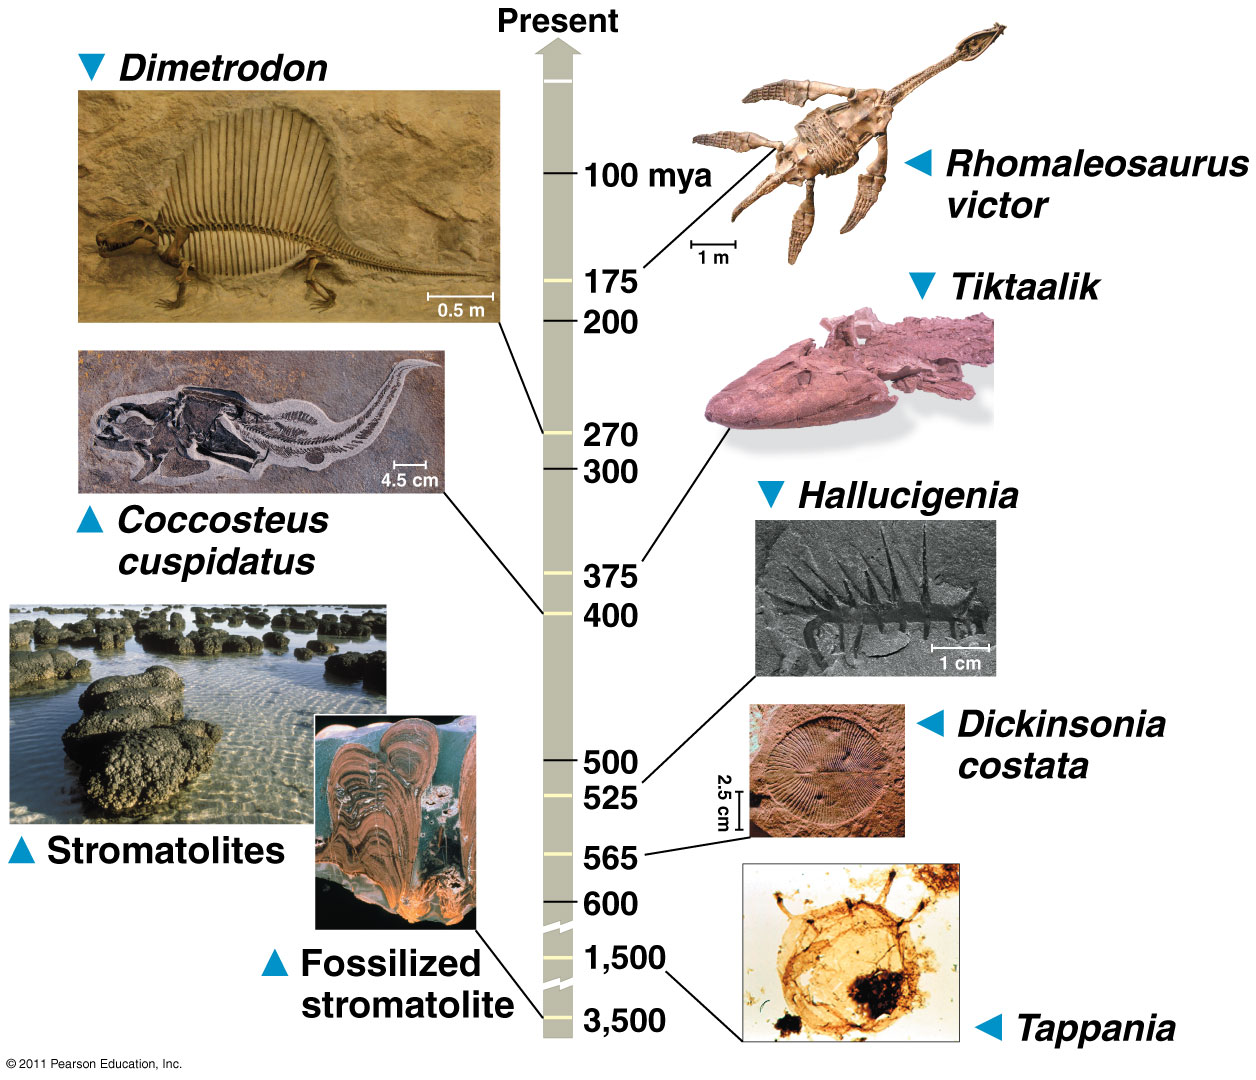 Present
Dimetrodon
0.5 m
100 mya
Rhomaleosaurus
victor
1 m
175
200
Tiktaalik
270
300
4.5 cm
Coccosteus
cuspidatus
375
400
Hallucigenia
1 cm
500
525
Dickinsonia
costata
2.5 cm
565
600
Stromatolites
Fossilized
stromatolite
1,500
3,500
Tappania
© 2011 Pearson Education, Inc.